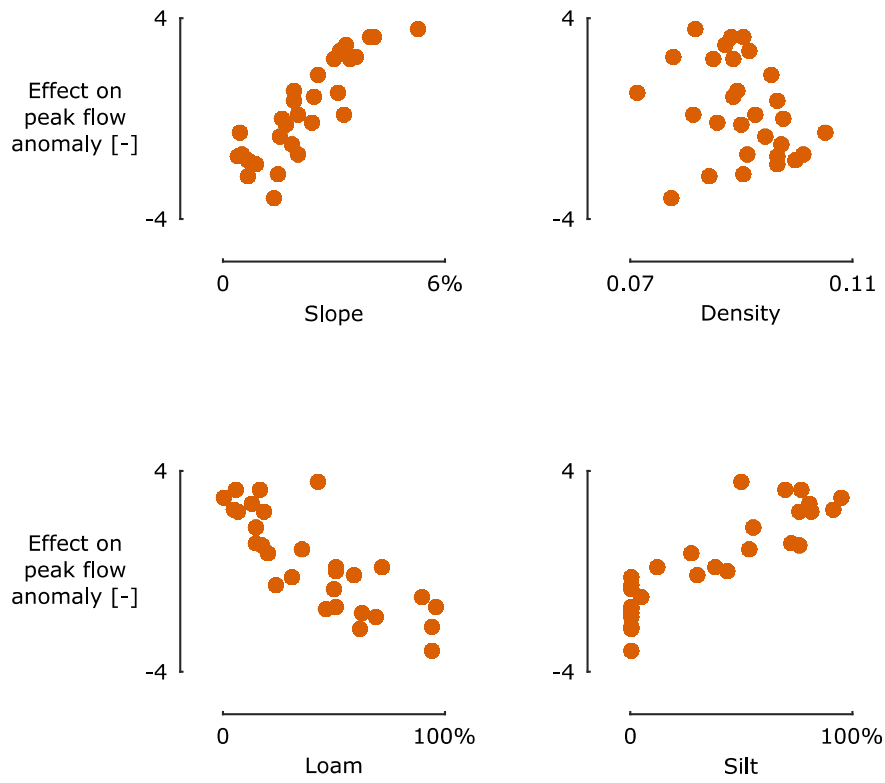 4
Effect on
peak flow
anomaly [-]
-4
0
6%
Slope
4
-4
0.07
0.11
Density
4
Effect on
peak flow
anomaly [-]
-4
0
100%
Loam
4
-4
0
100%
Silt